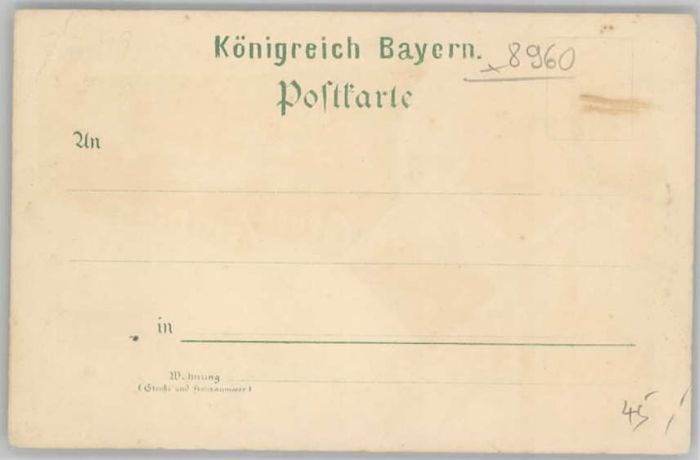 Königreich Bayern.
8960
Poſtkarte
An
in
Wohnung
(Straße und Hausnummer)
45